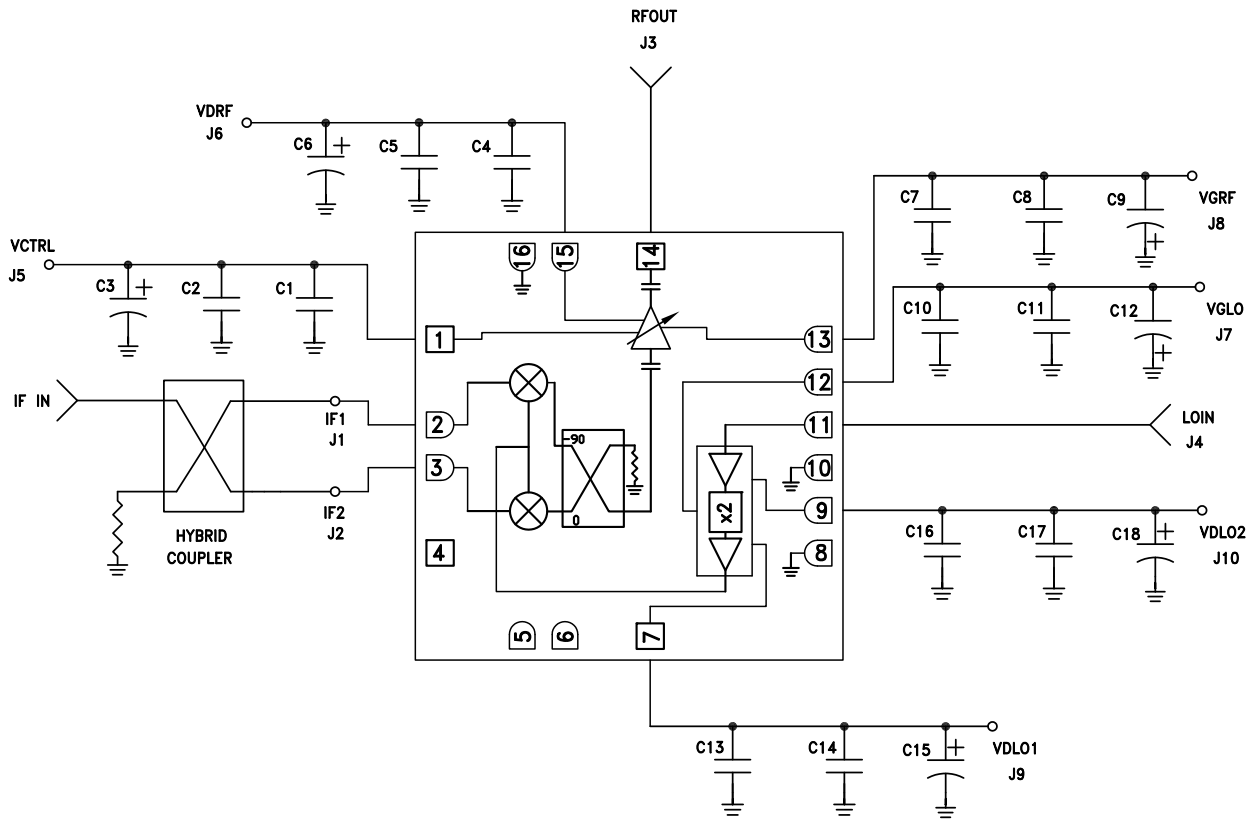 RFOUT
J3
VDRF
J6
C6 +
C5
C4
C7
C8
C9
+
VGRF
J8
VCTRL
J5
C3 +
C2
C1
16
15
14
C10
C11
C12
+
VGLO
J7
1
13
12
IF IN
IF1
J1
2
11
LOIN
J4
-90
3
10
IF2
J2
0
x2
9
C16
C17
C18 +
VDLO2
J10
HYBRID
COUPLER
4
8
5
6
7
C13
C14
C15 +
VDLO1
J9